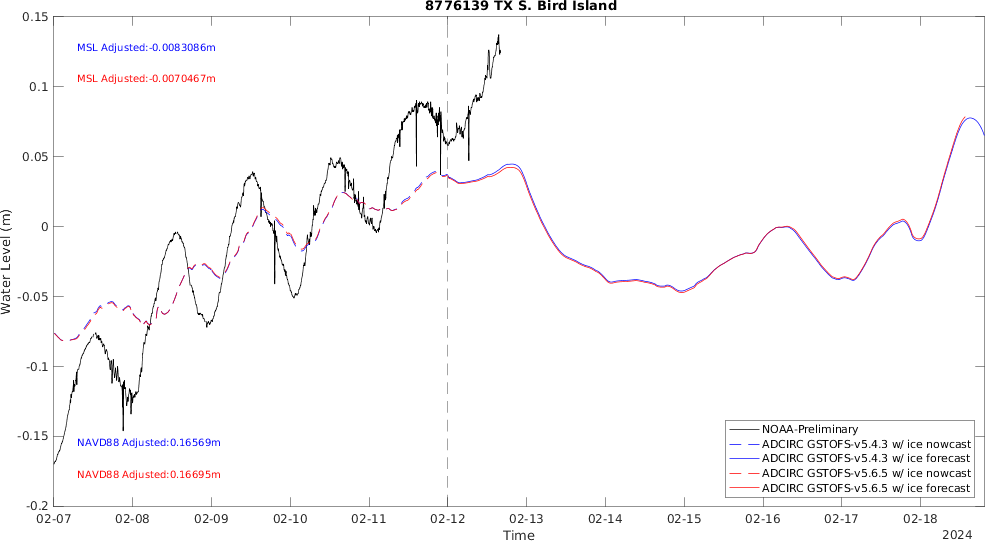 8776139 TX S. Bird Island
Water Level (m)
0.15
0.1
0.05
0
-0.05
-0.1
-0.15
-0.2
MSL Adjusted:-0.0083086m
MSL Adjusted:-0.0070467m
NAVD88 Adjusted:0.16569m
NAVD88 Adjusted:0.16695m
NOAA-Preliminary
ADCIRC GSTOFS-v5.4.3 w/ ice nowcast
ADCIRC GSTOFS-v5.4.3 w/ ice forecast
ADCIRC GSTOFS-v5.6.5 w/ ice nowcast
ADCIRC GSTOFS-v5.6.5 w/ ice forecast
02-07 02-08 02-09 02-10 02-11 02-12 02-13 02-14 02-15 02-16 02-17 02-18
Time
2024